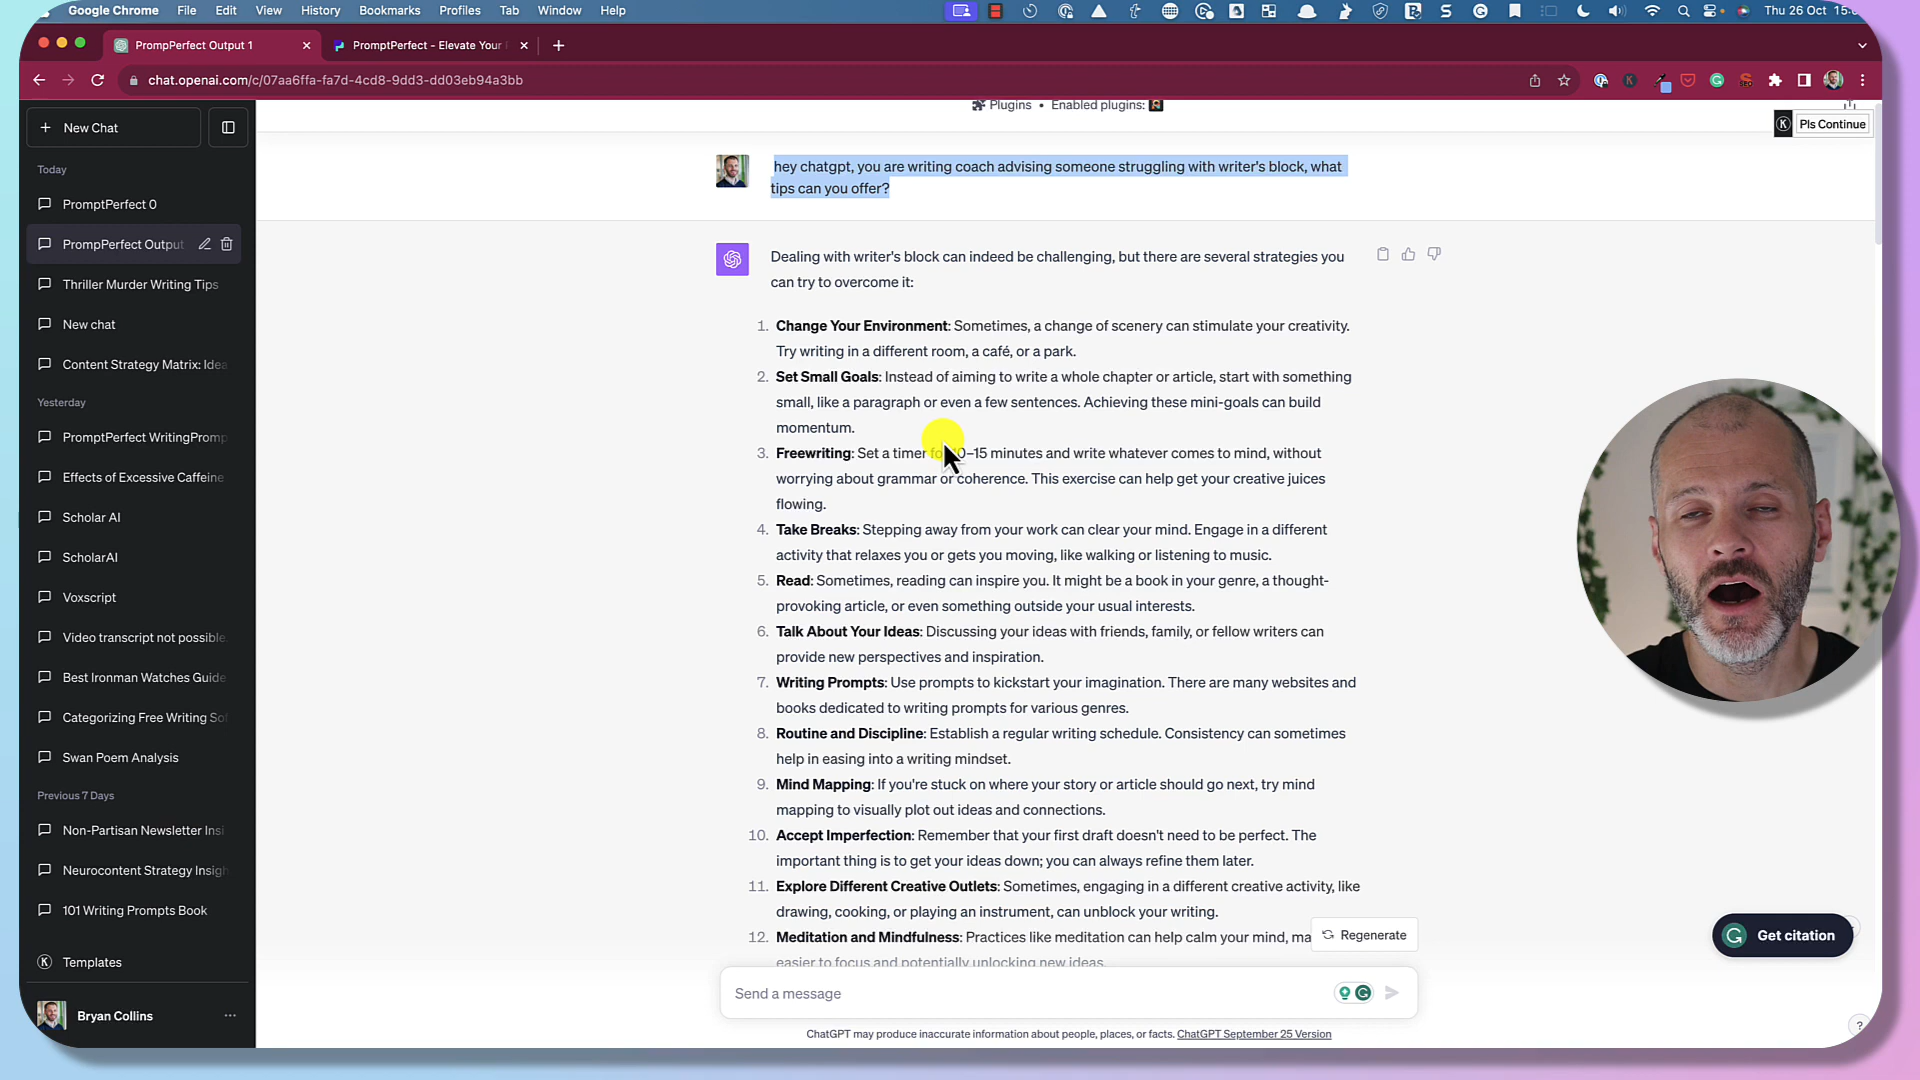 Google Chrome File Edit View History Bookmarks Profiles Tab Window Help Thu 26 Oct
PrompPerfect Output 1 PromptPerfect - Elevate Your
chat.openai.com/c/07aa6ffa-fa7d-4cd8-9dd3-dd03eb94a3bb
New Chat
Today
PromptPerfect 0
PrompPerfect Output
Thriller Murder Writing Tips
New chat
Content Strategy Matrix: Idea
Yesterday
PromptPerfect WritingPromp
Effects of Excessive Caffeine
Scholar AI
ScholarAI
Voxscript
Video transcript not possible.
Best Ironman Watches Guide
Categorizing Free Writing Sof
Swan Poem Analysis
Previous 7 Days
Non-Partisan Newsletter Insi
Neurocontent Strategy Insigh
101 Writing Prompts Book
Templates
Bryan Collins
Plugins • Enabled plugins:
Pls Continue
hey chatgpt, you are writing coach advising someone struggling with writer's block, what
tips can you offer?
Dealing with writer's block can indeed be challenging, but there are several strategies you
can try to overcome it:
1. Change Your Environment: Sometimes, a change of scenery can stimulate your creativity.
Try writing in a different room, a café, or a park.
2. Set Small Goals: Instead of aiming to write a whole chapter or article, start with something
small, like a paragraph or even a few sentences. Achieving these mini-goals can build
momentum.
3. Freewriting: Set a timer for 10–15 minutes and write whatever comes to mind, without
worrying about grammar or coherence. This exercise can help get your creative juices
flowing.
4. Take Breaks: Stepping away from your work can clear your mind. Engage in a different
activity that relaxes you or gets you moving, like walking or listening to music.
5. Read: Sometimes, reading can inspire you. It might be a book in your genre, a thought-
provoking article, or even something outside your usual interests.
6. Talk About Your Ideas: Discussing your ideas with friends, family, or fellow writers can
provide new perspectives and inspiration.
7. Writing Prompts: Use prompts to kickstart your imagination. There are many websites and
books dedicated to writing prompts for various genres.
8. Routine and Discipline: Establish a regular writing schedule. Consistency can sometimes
help in easing into a writing mindset.
9. Mind Mapping: If you're stuck on where your story or article should go next, try mind
mapping to visually plot out ideas and connections.
10. Accept Imperfection: Remember that your first draft doesn't need to be perfect. The
important thing is to get your ideas down; you can always refine them later.
11. Explore Different Creative Outlets: Sometimes, engaging in a different creative activity, like
drawing, cooking, or playing an instrument, can unblock your writing.
12. Meditation and Mindfulness: Practices like meditation can help calm your mind, ma
easier to focus and potentially unlocking new ideas.
Regenerate
Get citation
Send a message
ChatGPT may produce inaccurate information about people, places, or facts. ChatGPT September 25 Version
?